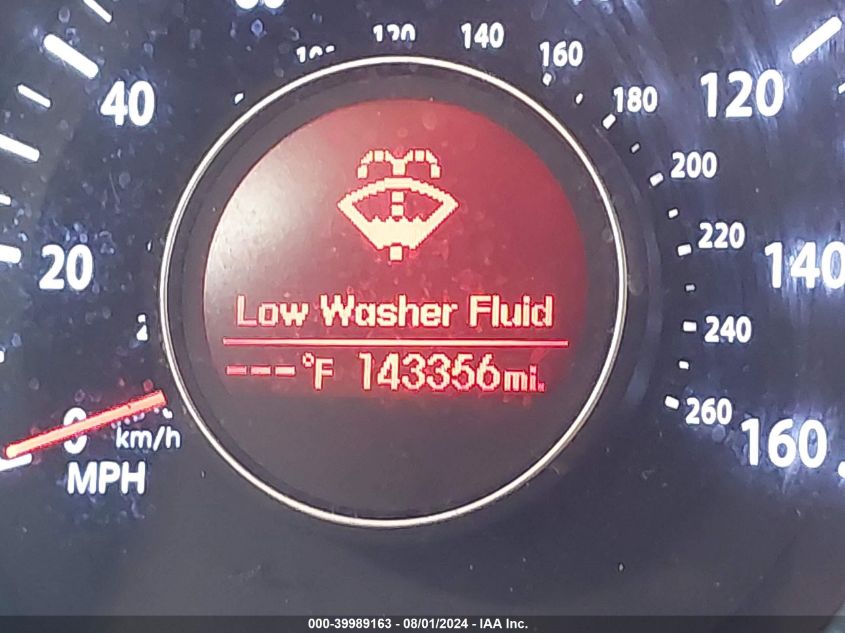 120 140
160
40 180 120
200
220
20 140
Low Washer Fluid
240
---°F 143356mi.
260
0 160
km/h
MPH
000-39989163 - 08/01/2024 - IAA Inc.